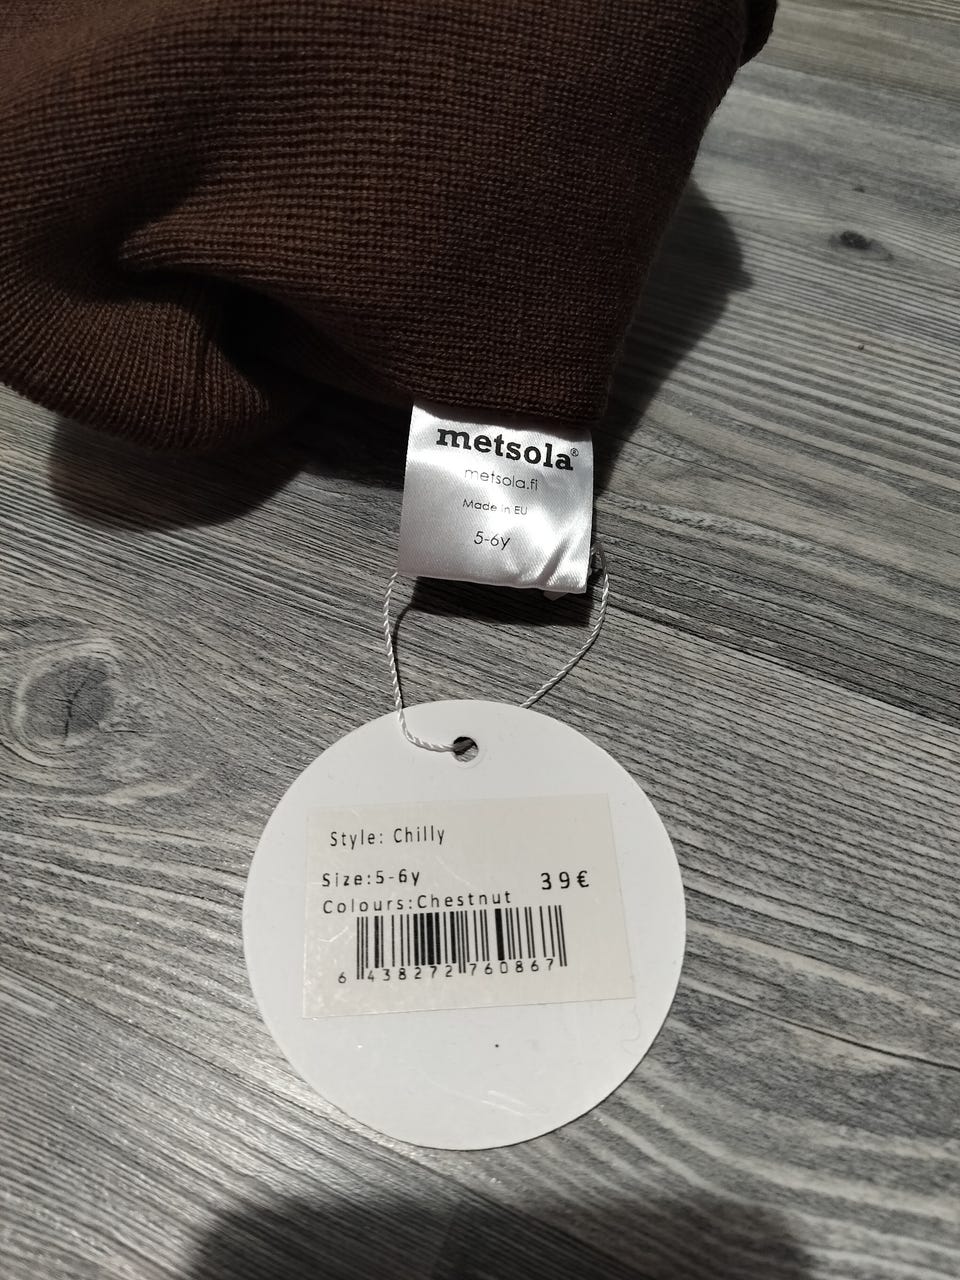 metsola®
metsola.fi
Made in EU
5-6y
Style: Chilly
Size:5-6y 39€
Colours:Chestnut
6 438272 760867